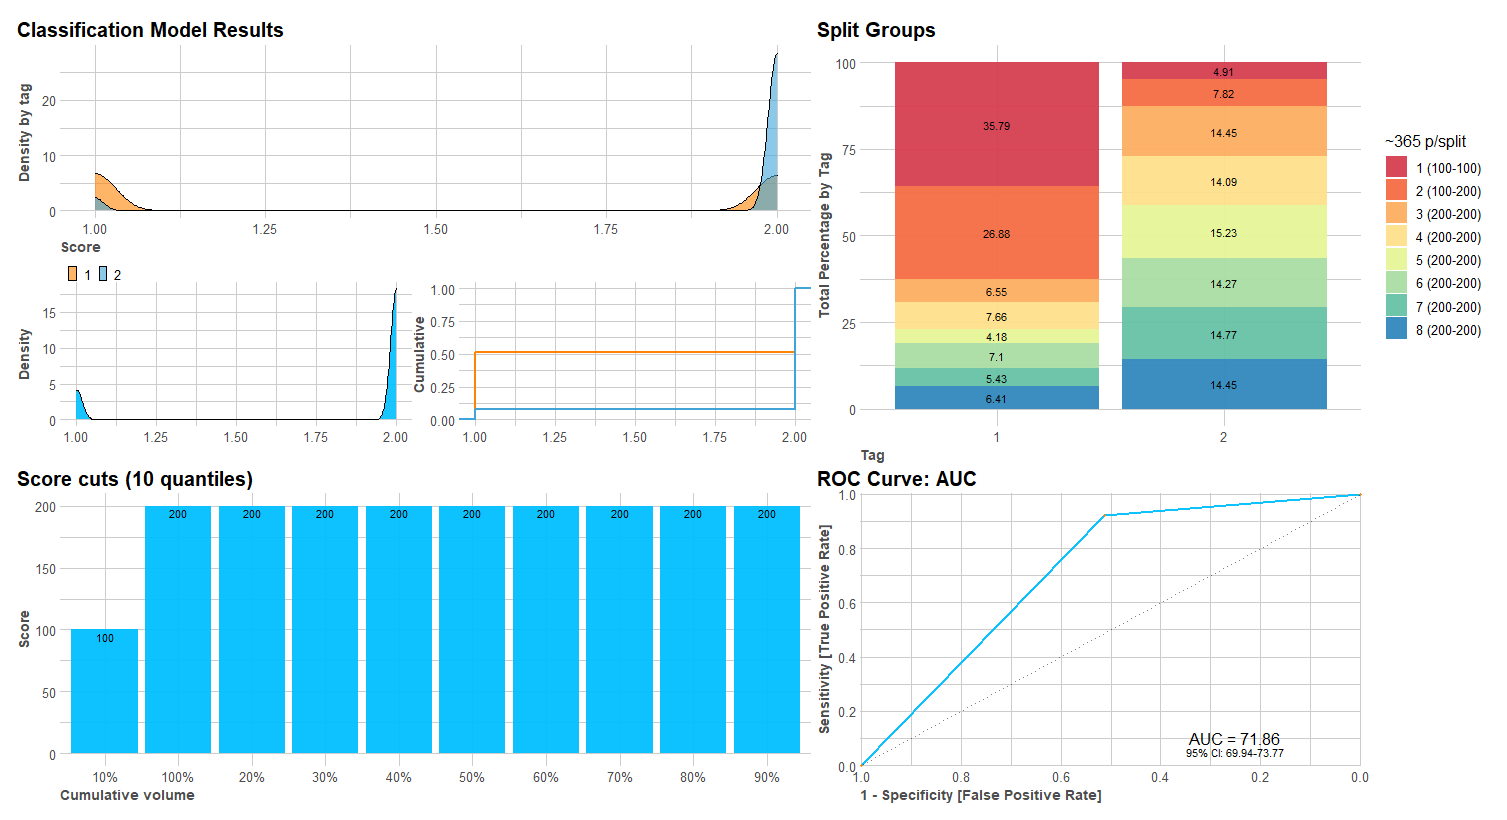 Classification Model Results
Density by tag
20
10
0
1.00 1.25 1.50 1.75 2.00
Score
1 2
Density
15
10
5
0
1.00 1.25 1.50 1.75 2.00
Cumulative
1.00
0.75
0.50
0.25
0.00
1.00 1.25 1.50 1.75 2.00
Split Groups
Total Percentage by Tag
100
75
50
25
0
35.79
26.88
6.55
7.66
4.18
7.1
5.43
6.41
4.91
7.82
14.45
14.09
15.23
14.27
14.77
14.45
1 2
Tag
~365 p/split
1 (100-100)
2 (100-200)
3 (200-200)
4 (200-200)
5 (200-200)
6 (200-200)
7 (200-200)
8 (200-200)
Score cuts (10 quantiles)
Score
200
150
100
50
0
100 200 200 200 200 200 200 200 200 200
10% 100% 20% 30% 40% 50% 60% 70% 80% 90%
Cumulative volume
ROC Curve: AUC
Sensitivity [True Positive Rate]
1.0
0.8
0.6
0.4
0.2
0.0
AUC = 71.86
95% CI: 69.94-73.77
1.0 0.8 0.6 0.4 0.2 0.0
1 - Specificity [False Positive Rate]